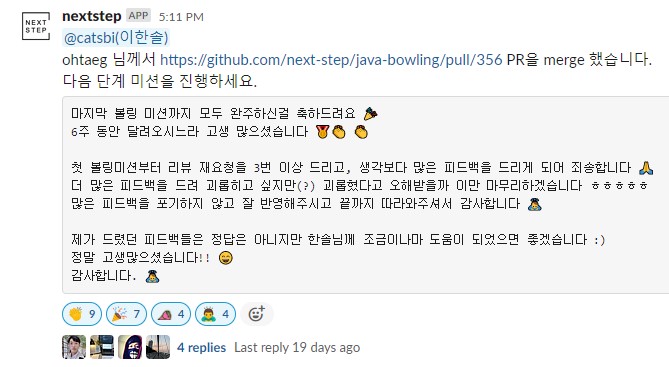 NEXT
STEP
nextstep APP 5:11 PM
@catsbi(이한솔)
ohtaeg 님께서 https://github.com/next-step/java-bowling/pull/356 PR을 merge 했습니다.
다음 단계 미션을 진행하세요.
마지막 볼링 미션까지 모두 완주하신걸 축하드려요 🎉
6주 동안 달려오시느라 고생 많으셨습니다 🏅👏 👏
첫 볼링미션부터 리뷰 재요청을 3번 이상 드리고, 생각보다 많은 피드백을 드리게 되어 죄송합니다 🙏
더 많은 피드백을 드려 괴롭히고 싶지만(?) 괴롭혔다고 오해받을까 이만 마무리하겠습니다 ㅎㅎㅎㅎㅎ
많은 피드백을 포기하지 않고 잘 반영해주시고 끝까지 따라와주셔서 감사합니다 🙇
제가 드렸던 피드백들은 정답은 아니지만 한솔님께 조금이나마 도움이 되었으면 좋겠습니다 :)
정말 고생많으셨습니다!! 😄
감사합니다. 🙇
9 7 4 4
4 replies Last reply 19 days ago